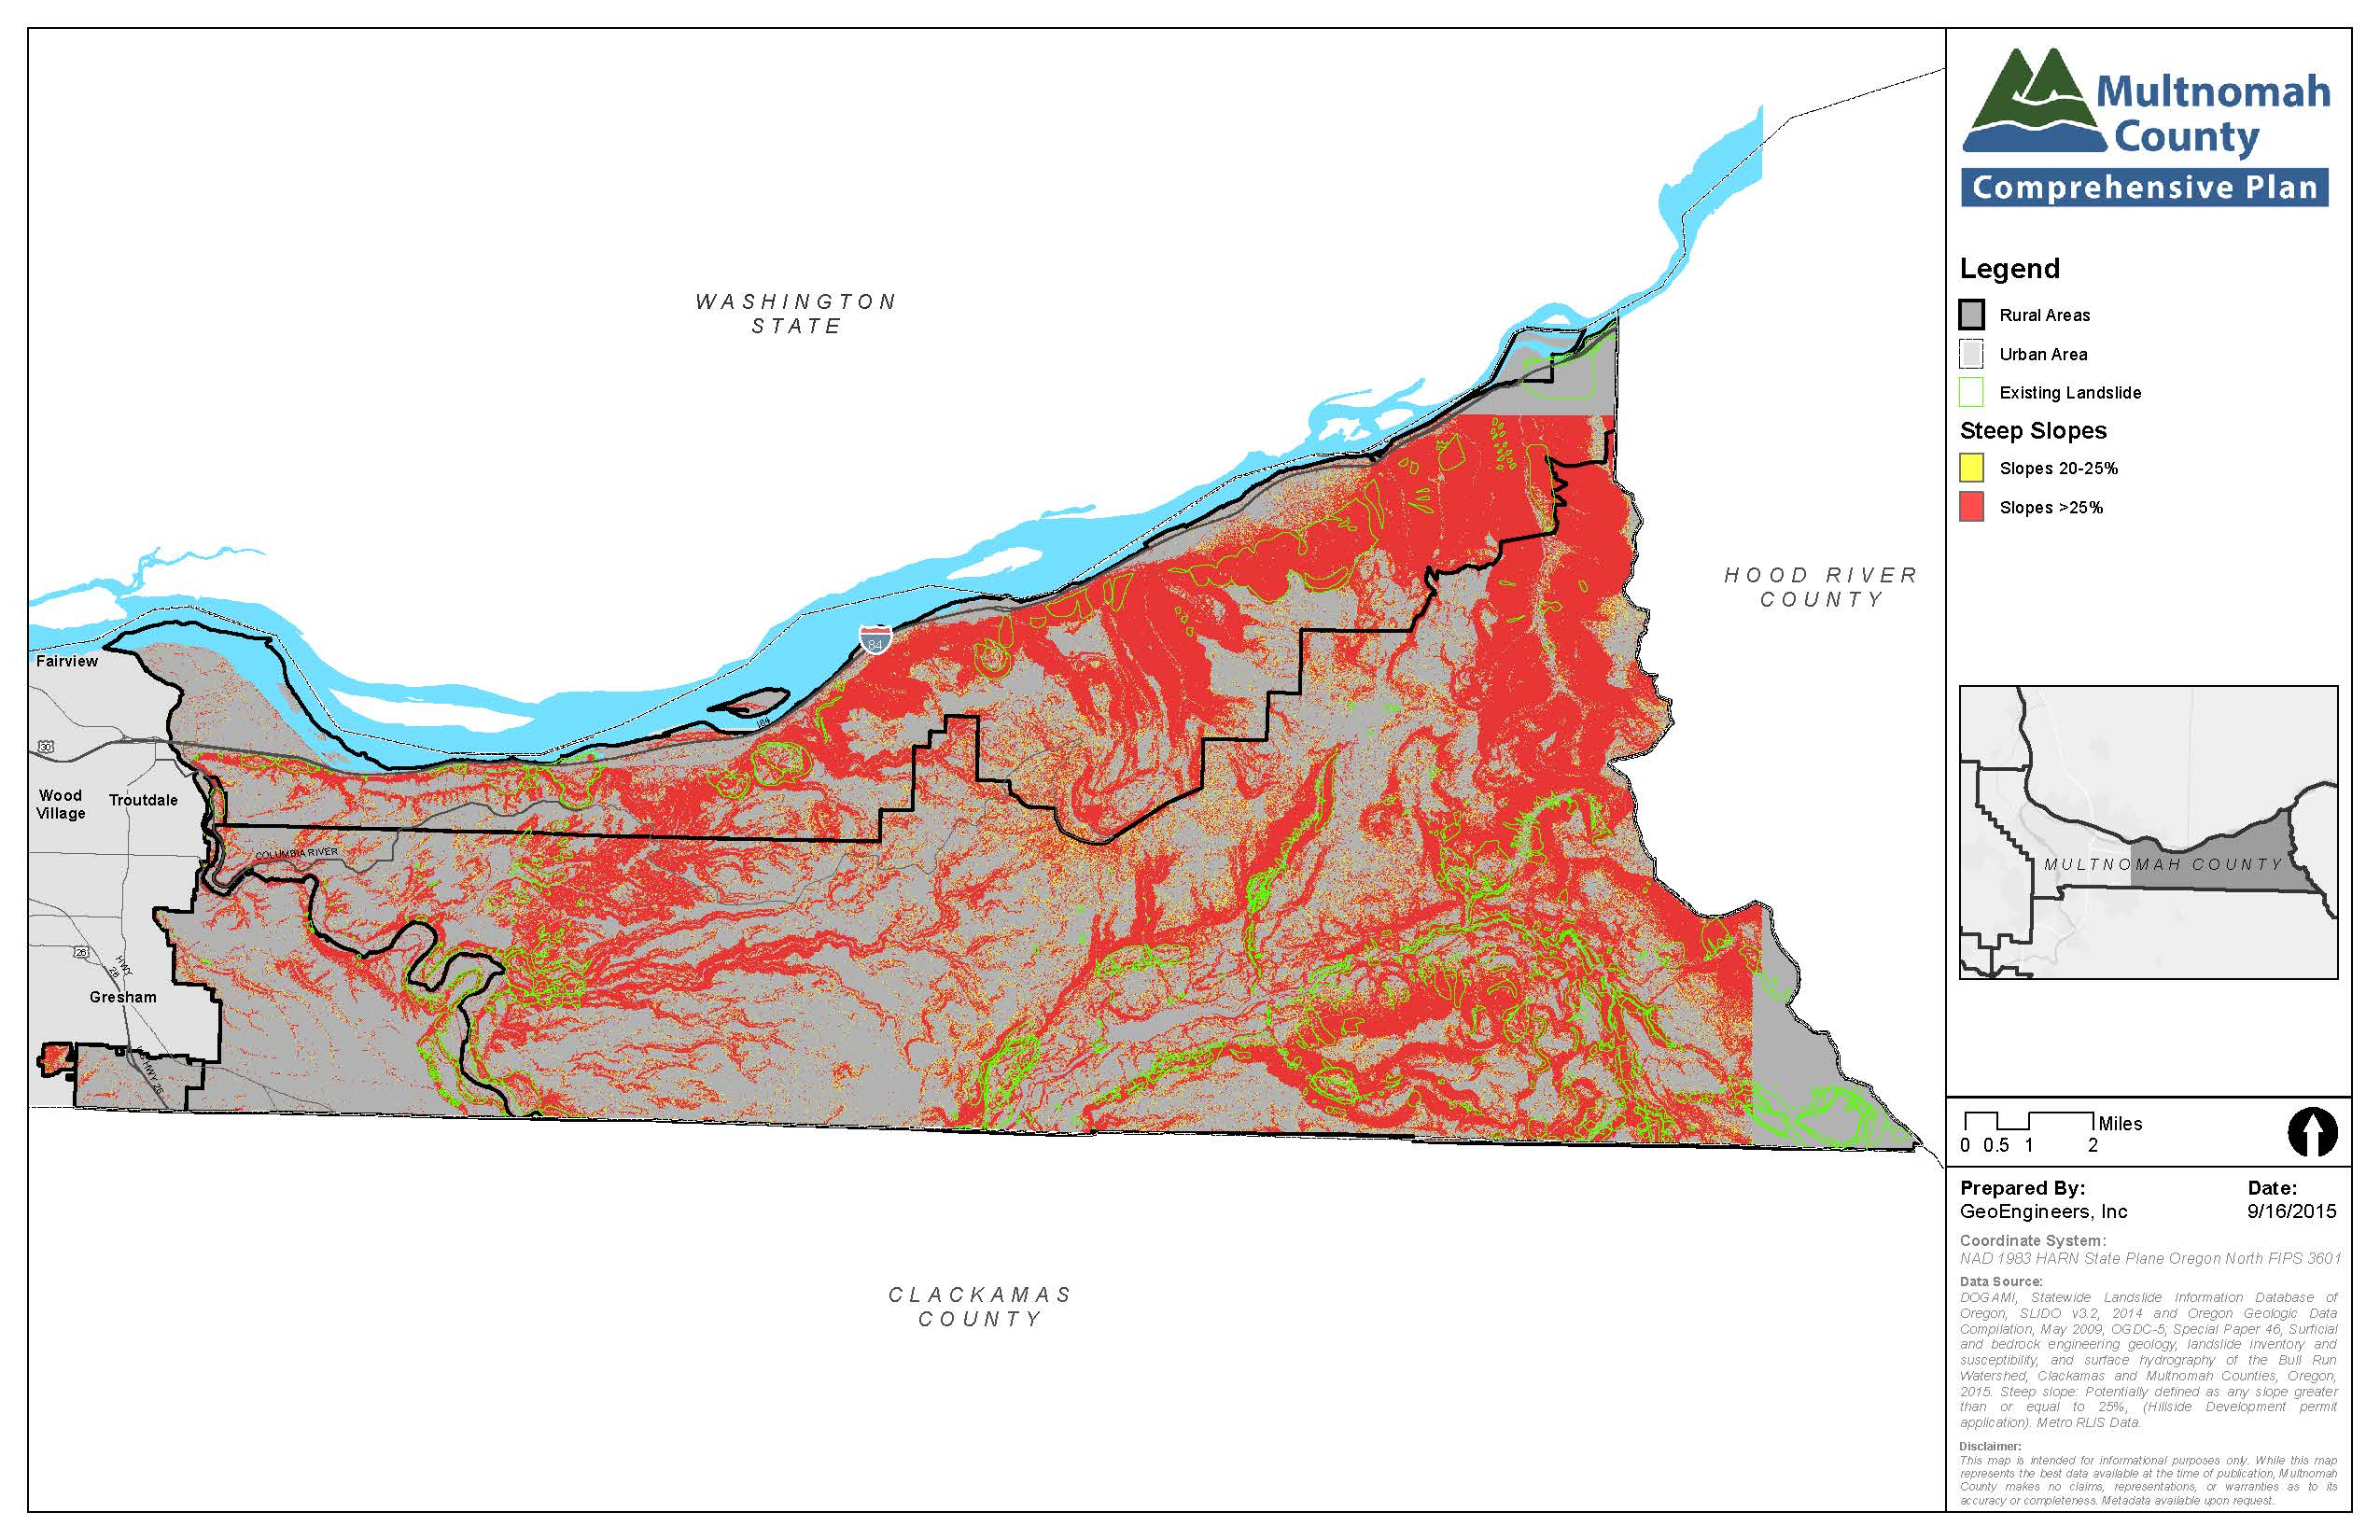 WASHINGTON
STATE
HOOD RIVER
COUNTY
CLACKAMAS
COUNTY
Fairview
Wood
Village
Troutdale
Gresham
30
26
84
I84
COLUMBIA RIVER
HWY
26
US HWY 26
Multnomah
County
Comprehensive Plan
Legend
Rural Areas
Urban Area
Existing Landslide
Steep Slopes
Slopes 20-25%
Slopes >25%
MULTNOMAH COUNTY
Miles
0 0.5 1 2
Prepared By:
GeoEngineers, Inc
Date:
9/16/2015
Coordinate System:
NAD 1983 HARN State Plane Oregon North FIPS 3601
Data Source:
DOGAMI, Statewide Landslide Information Database of
Oregon, SLIDO v3.2, 2014 and Oregon Geologic Data
Compilation, May 2009, OGDC-5; Special Paper 46, Surficial
and bedrock engineering geology, landslide inventory and
susceptibility, and surface hydrography of the Bull Run
Watershed, Clackamas and Multnomah Counties, Oregon,
2015. Steep slope: Potentially defined as any slope greater
than or equal to 25%, (Hillside Development permit
application). Metro RLIS Data.
Disclaimer:
This map is intended for informational purposes only. While this map
represents the best data available at the time of publication, Multnomah
County makes no claims, representations, or warranties as to its
accuracy or completeness. Metadata available upon request.